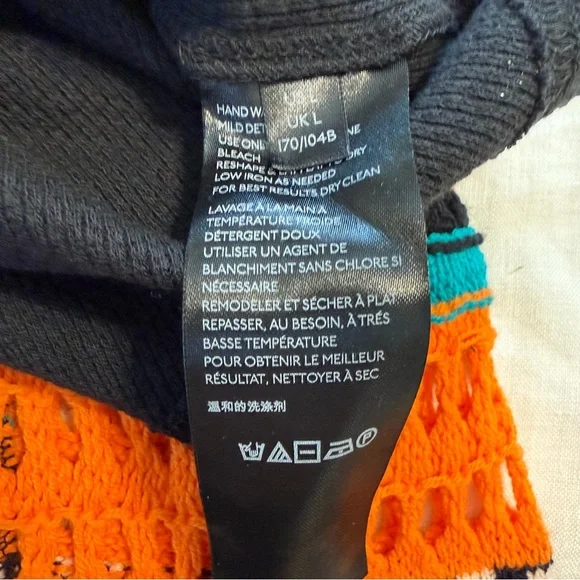 UK L
170/104B
HAND W
MILD DET
USE ONL NE
BLEACH
RESHAPE DRY
LOW IRON AS NEEDED
FOR BEST RESULTS, DRY CLEAN
LAVAGE À LA MAIN À
TEMPÉRATURE FROIDE
DÉTERGENT DOUX
UTILISER UN AGENT DE
BLANCHIMENT SANS CHLORE SI
NÉCESSAIRE
REMODELER ET SÉCHER À PLAT
REPASSER, AU BESOIN, À TRÉS
BASSE TEMPÉRATURE
POUR OBTENIR LE MEILLEUR
RÉSULTAT, NETTOYER À SEC
温和的洗涤剂
P